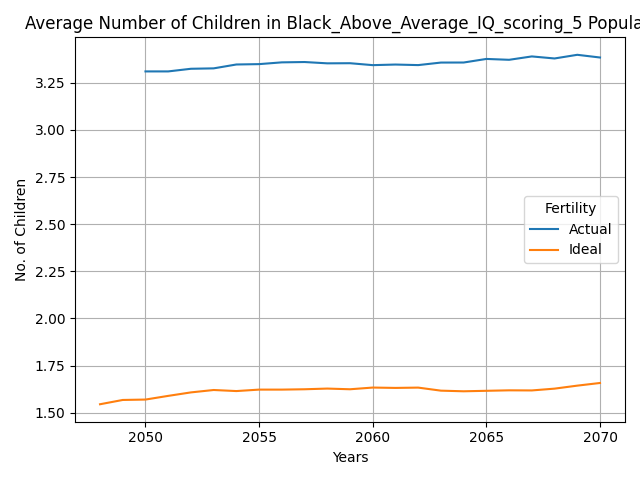 Average Number of Children in Black_Above_Average_IQ_scoring_5 Popula
3.25
3.00
2.75
2.50
2.25
2.00
1.75
1.50
No. of Children
Fertility
Actual
Ideal
2050 2055 2060 2065 2070
Years